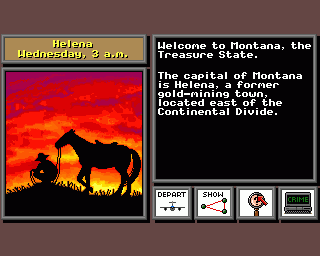 Helena
Wednesday, 3 a.m.
Welcome to Montana, the
Treasure State.
The capital of Montana
is Helena, a former
gold-mining town,
located east of the
Continental Divide.
DEPART
SHOW
CRIME